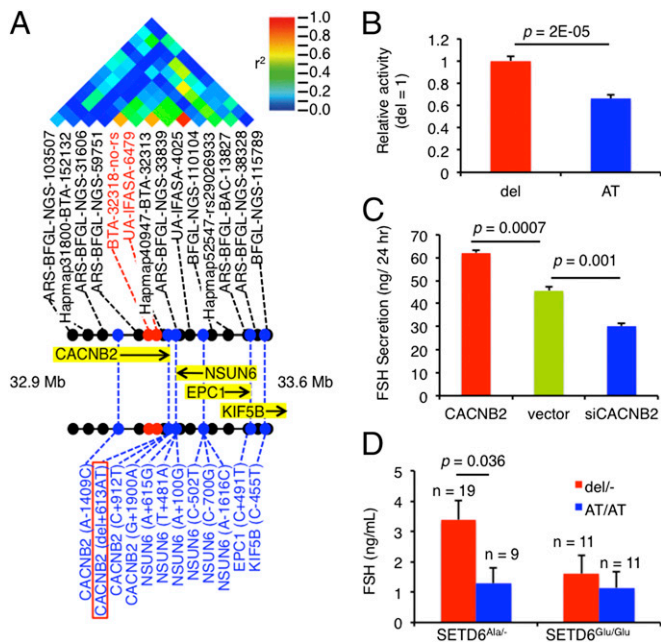 A
r²
1.0
0.8
0.6
0.4
0.2
0.0
ARS-BFGL-NGS-103507
Hapmap31800-BTA-152132
ARS-BFGL-NGS-31606
ARS-BFGL-NGS-59751
BTA-32318-no-rs
UA-IFASA-6479
Hapmap40947-BTA-32313
ARS-BFGL-NGS-33839
UA-IFASA-4025
BFGL-NGS-110104
Hapmap52547-rs29026933
ARS-BFGL-BAC-13827
ARS-BFGL-NGS-38328
BFGL-NGS-115789
CACNB2
NSUN6
EPC1
KIF5B
32.9 Mb
33.6 Mb
CACNB2 (A-1409C)
CACNB2 (del+613AT)
CACNB2 (C+912T)
CACNB2 (G+1900A)
NSUN6 (A+615G)
NSUN6 (T+481A)
NSUN6 (A+100G)
NSUN6 (C-502T)
NSUN6 (C-700G)
NSUN6 (A-1616C)
EPC1 (C+491T)
KIF5B (C-455T)
B
p = 2E-05
Relative activity
(del = 1)
1.2
1
0.8
0.6
0.4
0.2
0
del
AT
C
p = 0.0007
p = 0.001
FSH Secretion (ng/ 24 hr)
70
60
50
40
30
20
10
0
CACNB2
vector
siCACNB2
D
p = 0.036
FSH (ng/mL)
5
4
3
2
1
0
n = 19
n = 9
n = 11
n = 11
del/-
AT/AT
SETD6Ala/-
SETD6Glu/Glu